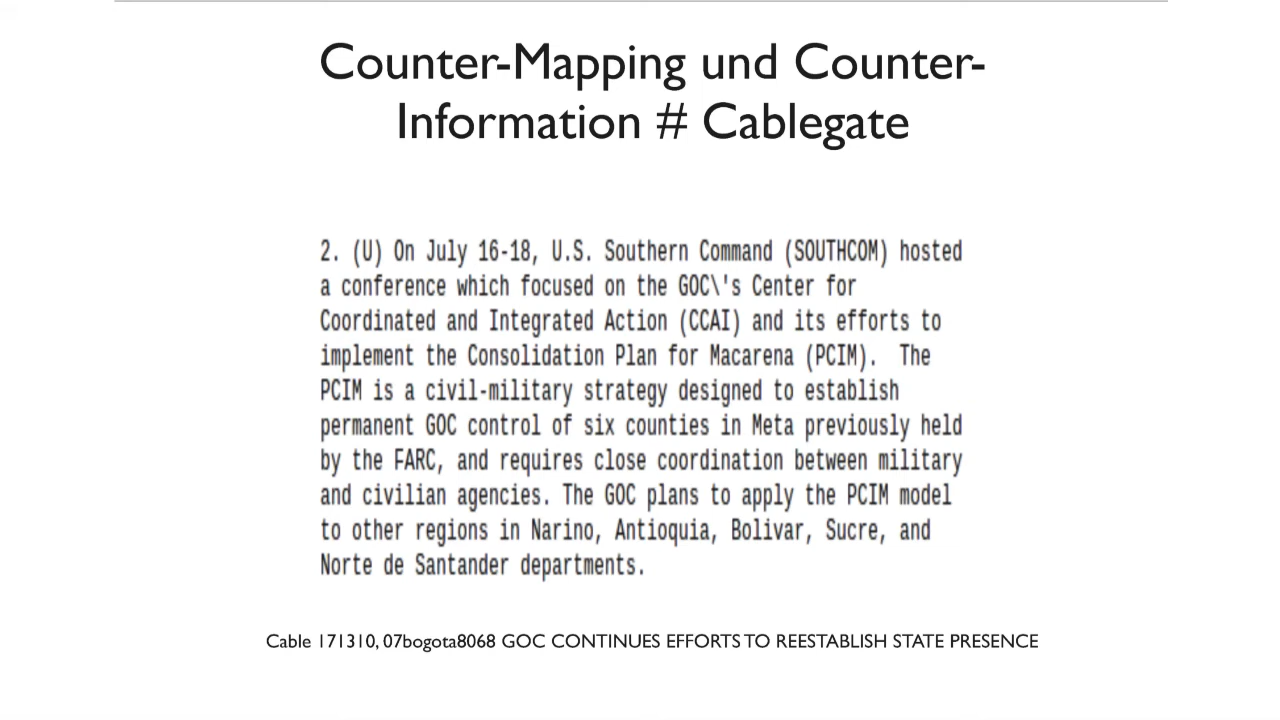 Counter-Mapping und Counter-
Information # Cablegate
2. (U) On July 16-18, U.S. Southern Command (SOUTHCOM) hosted
a conference which focused on the GOC\'s Center for
Coordinated and Integrated Action (CCAI) and its efforts to
implement the Consolidation Plan for Macarena (PCIM).  The
PCIM is a civil-military strategy designed to establish
permanent GOC control of six counties in Meta previously held
by the FARC, and requires close coordination between military
and civilian agencies. The GOC plans to apply the PCIM model
to other regions in Narino, Antioquia, Bolivar, Sucre, and
Norte de Santander departments.
Cable 171310, 07bogota8068 GOC CONTINUES EFFORTS TO REESTABLISH STATE PRESENCE